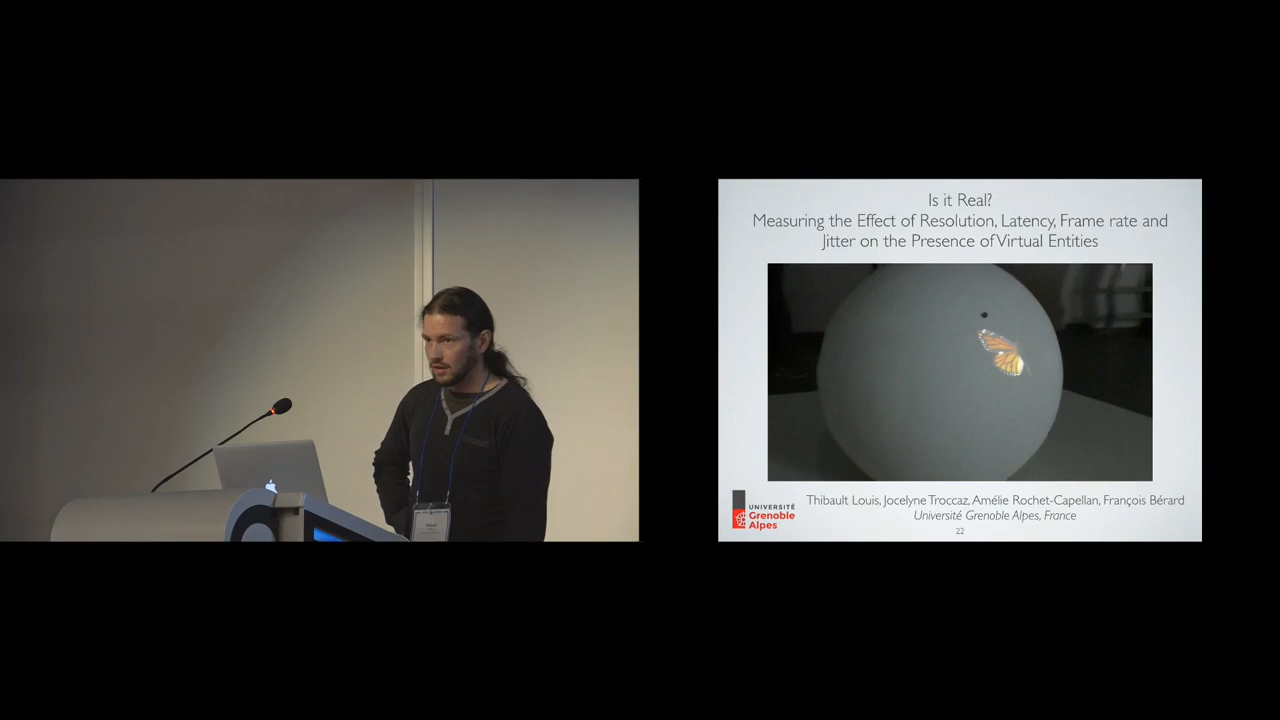 Is it Real?
Measuring the Effect of Resolution, Latency, Frame rate and
Jitter on the Presence of Virtual Entities
Thibault Louis, Jocelyne Troccaz, Amélie Rochet-Capellan, François Bérard
Université Grenoble Alpes, France
UNIVERSITÉ
Grenoble
Alpes
22